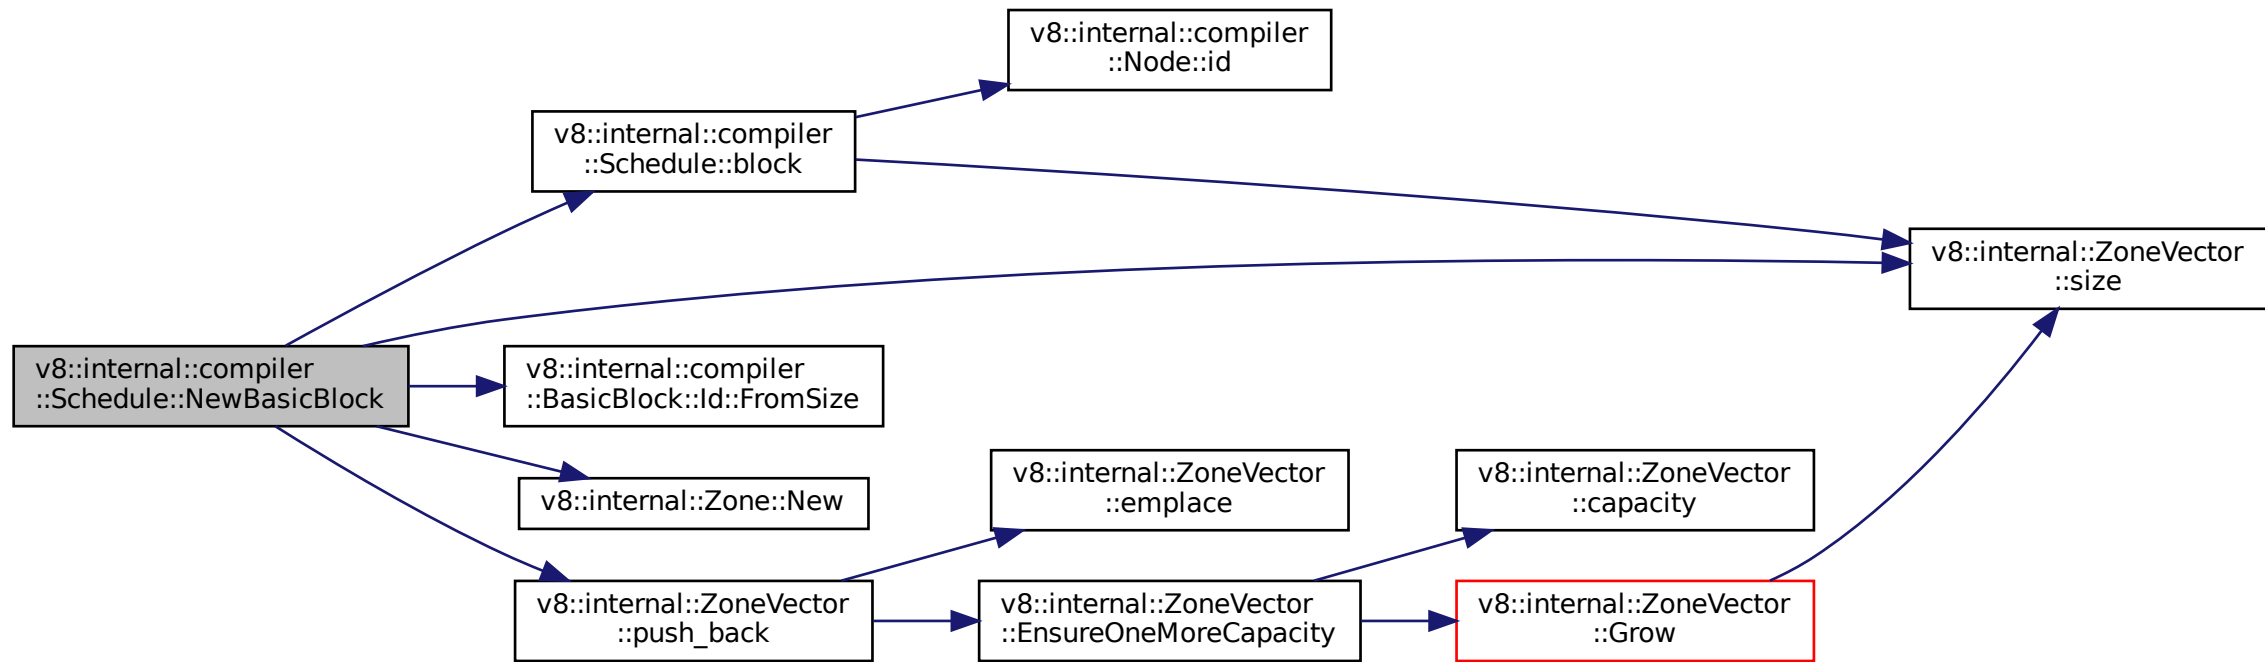 v8::internal::compiler
::Node::id
v8::internal::compiler
::Schedule::block
v8::internal::ZoneVector
::size
v8::internal::compiler
::Schedule::NewBasicBlock
v8::internal::compiler
::BasicBlock::Id::FromSize
v8::internal::Zone::New
v8::internal::ZoneVector
::emplace
v8::internal::ZoneVector
::capacity
v8::internal::ZoneVector
::push_back
v8::internal::ZoneVector
::EnsureOneMoreCapacity
v8::internal::ZoneVector
::Grow